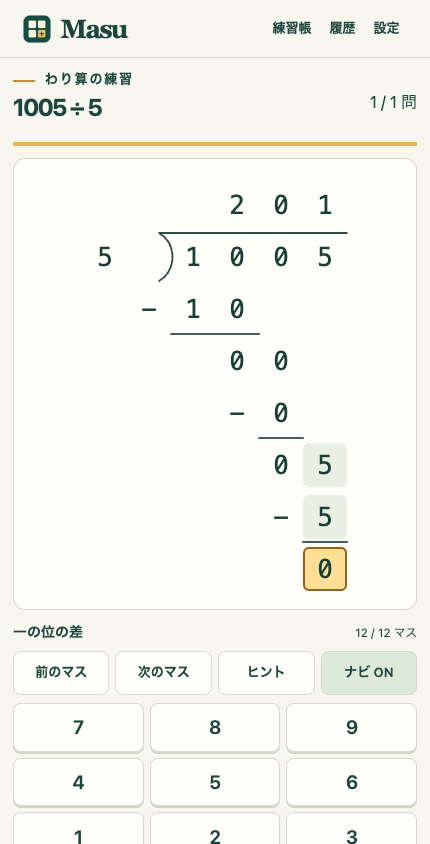 Masu 練習帳 履歴 設定
わり算の練習
1005÷5 1 / 1 問
2 0 1
5 1 0 0 5
− 1 0
0 0
− 0
0 5
− 5
0
一の位の差 12 / 12 マス
前のマス 次のマス ヒント ナビ ON
7 8 9
4 5 6
1 2 3